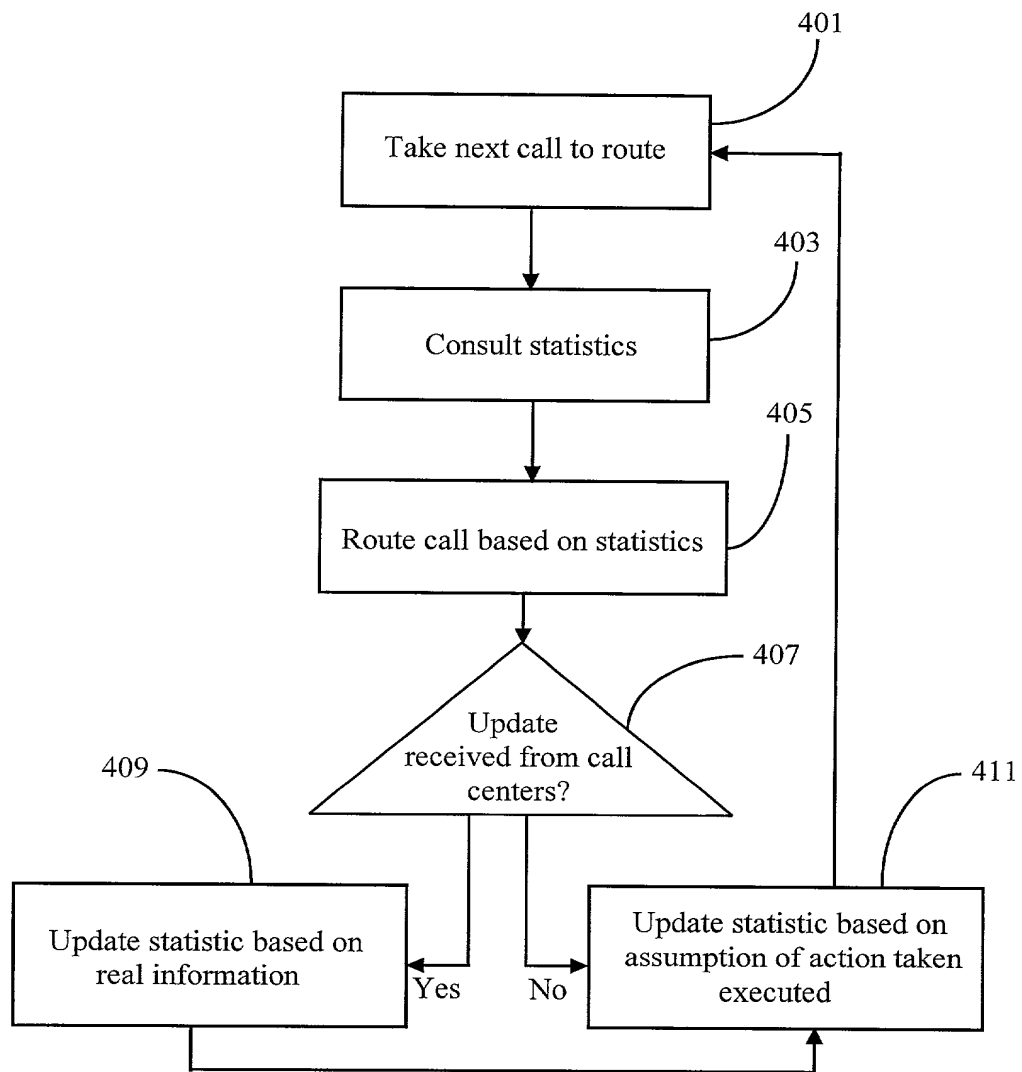 401
Take next call to route
403
Consult statistics
405
Route call based on statistics
407
Update
received from call
centers?
409
411
Update statistic based on
real information
Yes
No
Update statistic based on
assumption of action taken
executed